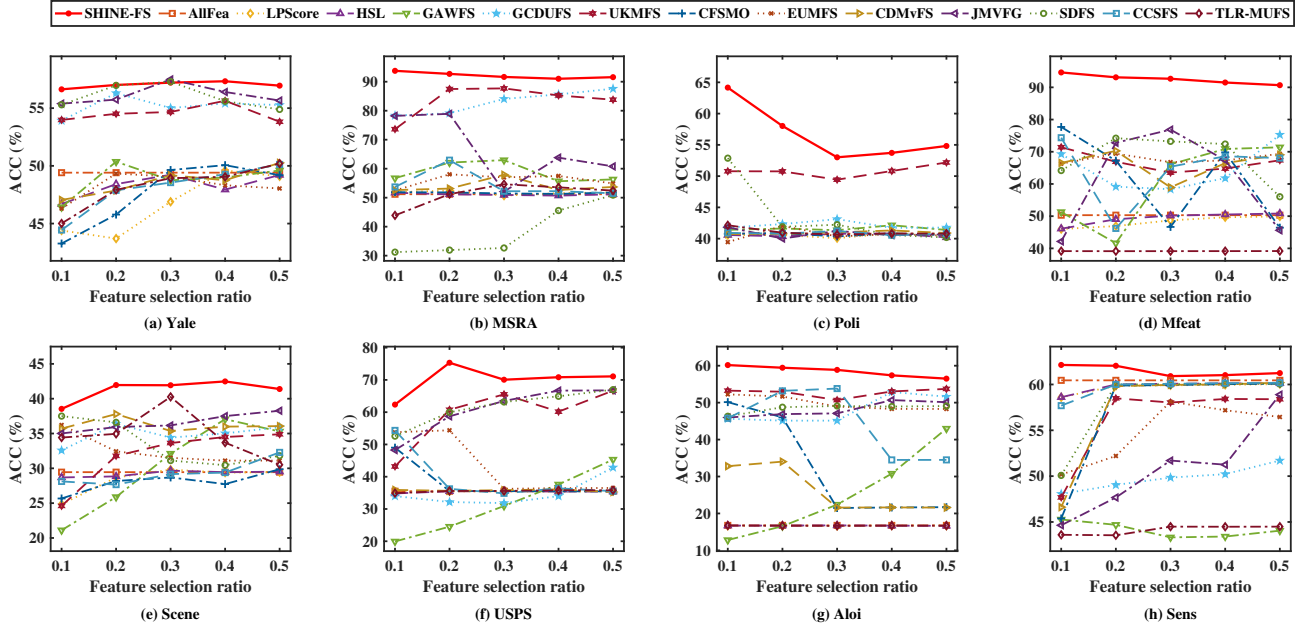 SHINE-FS AllFea LPScore HSL GAWFS GCDUFS UKMFS CFSMO EUMFS CDMvFS JMVFG SDFS CCSFS TLR-MUFS
ACC (%)
55
50
45
0.1 0.2 0.3 0.4 0.5
Feature selection ratio
(a) Yale
ACC (%)
90
80
70
60
50
40
30
0.1 0.2 0.3 0.4 0.5
Feature selection ratio
(b) MSRA
ACC (%)
65
60
55
50
45
40
0.1 0.2 0.3 0.4 0.5
Feature selection ratio
(c) Poli
ACC (%)
90
80
70
60
50
40
0.1 0.2 0.3 0.4 0.5
Feature selection ratio
(d) Mfeat
ACC (%)
45
40
35
30
25
20
0.1 0.2 0.3 0.4 0.5
Feature selection ratio
(e) Scene
ACC (%)
80
70
60
50
40
30
20
0.1 0.2 0.3 0.4 0.5
Feature selection ratio
(f) USPS
ACC (%)
60
50
40
30
20
10
0.1 0.2 0.3 0.4 0.5
Feature selection ratio
(g) Aloi
ACC (%)
60
55
50
45
0.1 0.2 0.3 0.4 0.5
Feature selection ratio
(h) Sens